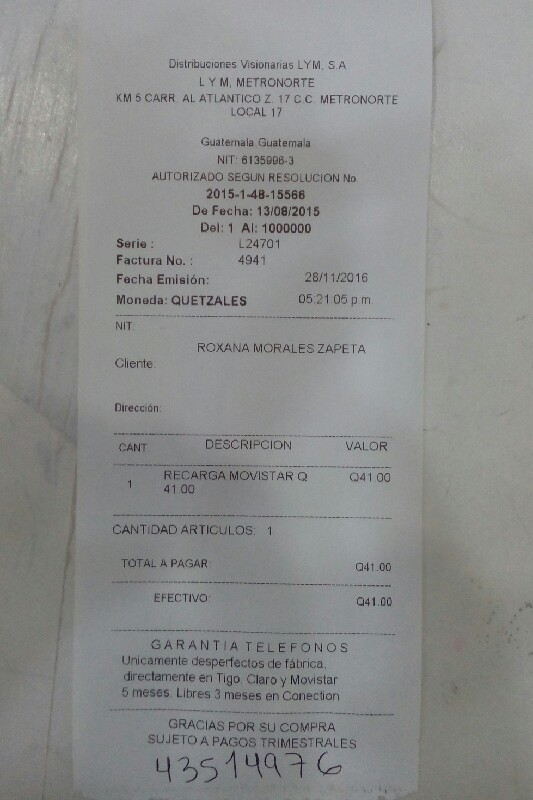 Distribuciones Visionarias LYM, S.A
L Y M, METRONORTE
KM 5 CARR. AL ATLANTICO Z. 17 C.C. METRONORTE
LOCAL 17
Guatemala, Guatemala
NIT: 6135996-3
AUTORIZADO SEGUN RESOLUCION No.
2015-1-48-15566
De Fecha: 13/08/2015
Del: 1 Al: 1000000
Serie : L24701
Factura No. : 4941
Fecha Emisión: 28/11/2016
Moneda: QUETZALES 05:21:05 p.m.
NIT:
ROXANA MORALES ZAPETA
Cliente:
Dirección:
CANT DESCRIPCION VALOR
1 RECARGA MOVISTAR Q Q41.00
41.00
CANTIDAD ARTICULOS: 1
TOTAL A PAGAR: Q41.00
EFECTIVO: Q41.00
GARANTIA TELEFONOS
Unicamente desperfectos de fábrica,
directamente en Tigo, Claro y Movistar
5 meses. Libres 3 meses en Conection
GRACIAS POR SU COMPRA
SUJETO A PAGOS TRIMESTRALES
43514976